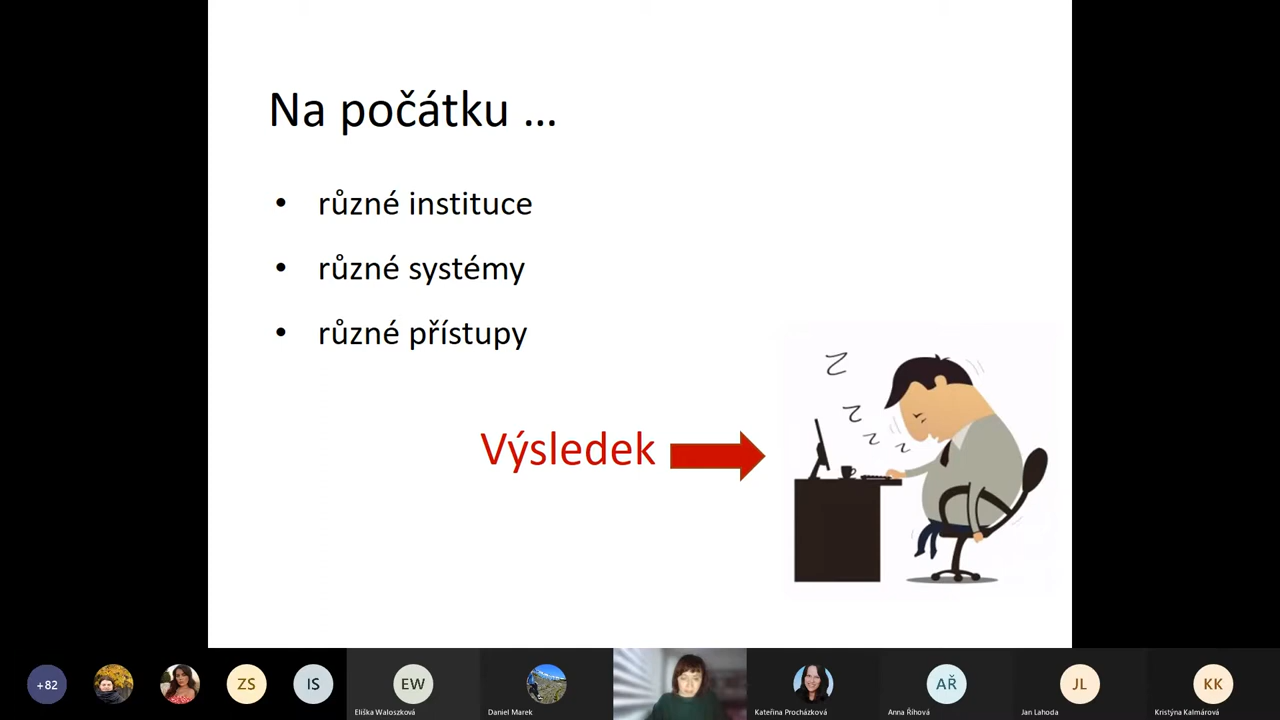 Na počátku ...
• různé instituce
• různé systémy
• různé přístupy
Výsledek
z
z
z
z
+82
ZS
IS
EW
AŘ
JL
KK
Eliška Waloszková
Daniel Marek
Kateřina Procházková
Anna Říhová
Jan Lahoda
Kristýna Kalmárová